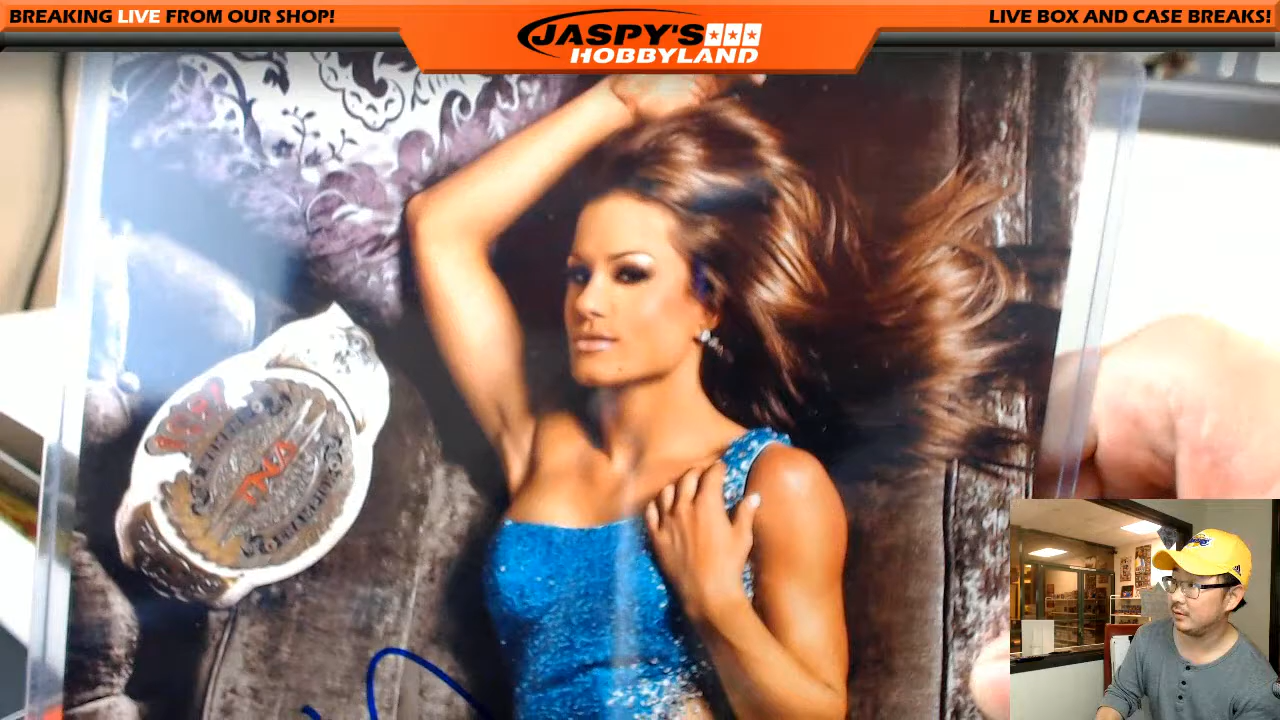 BREAKING LIVE FROM OUR SHOP!
JASPY'S
HOBBYLAND
LIVE BOX AND CASE BREAKS!
TNA